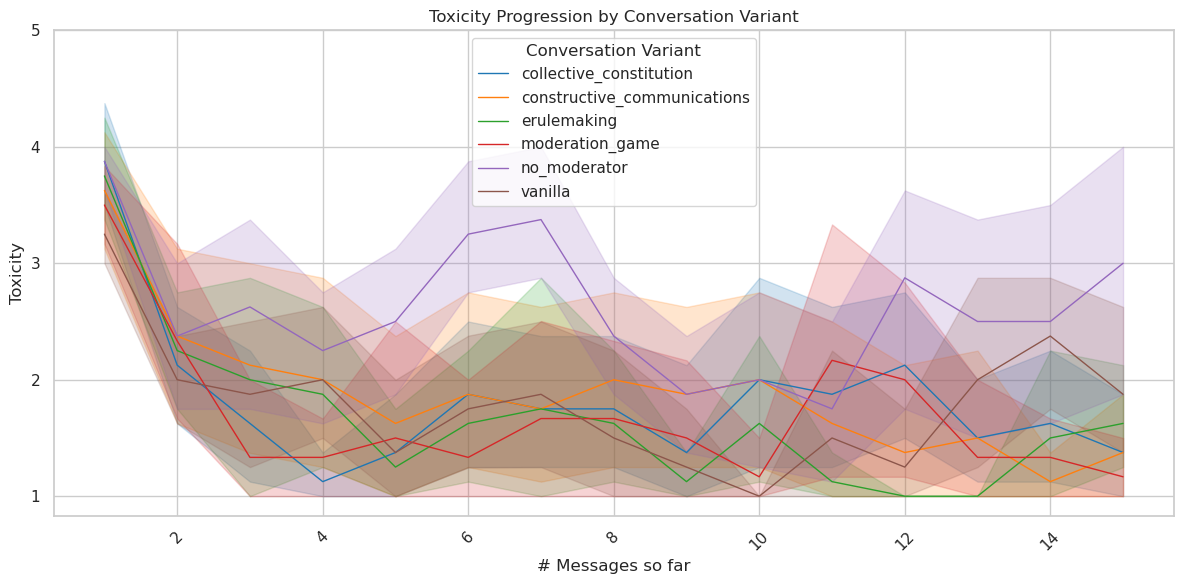 Toxicity Progression by Conversation Variant
5
4
3
2
1
Toxicity
Conversation Variant
collective_constitution
constructive_communications
erulemaking
moderation_game
no_moderator
vanilla
2
4
6
8
10
12
14
# Messages so far